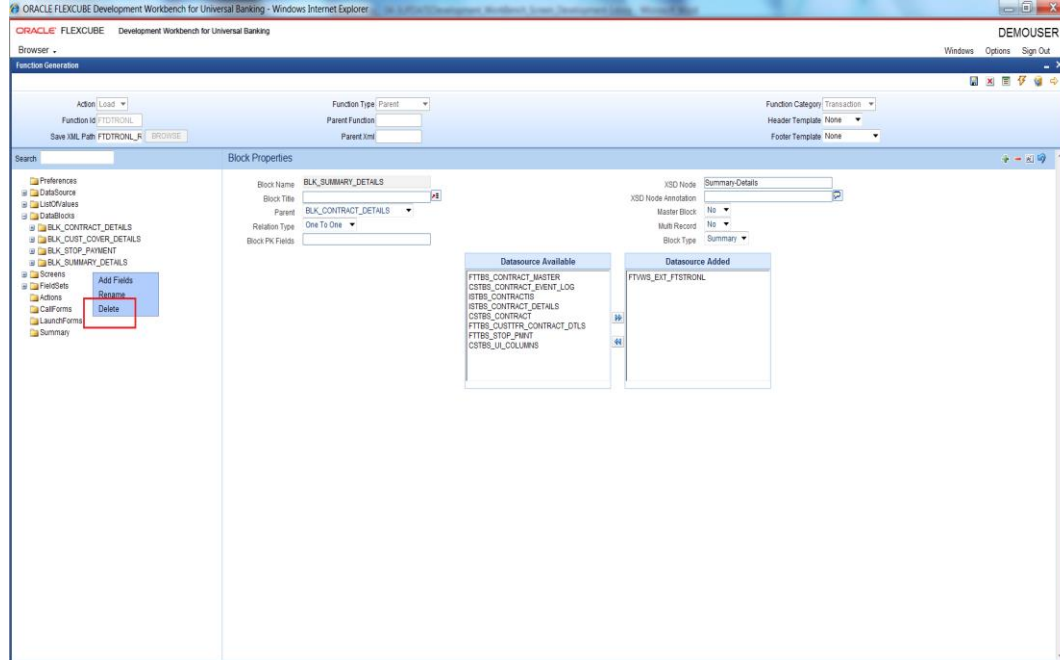 ORACLE FLEXCUBE Development Workbench for Universal Banking - Windows Internet Explorer
ORACLE FLEXCUBE Development Workbench for Universal Banking
DEMOUSER
Browser
Windows Options Sign Out
Function Generation
Action Load
Function Type Parent
Function Category Transaction
Function Id FTDTRONL
Parent Function
Header Template None
Save XML Path FTDTRONL_R BROWSE
Parent Xml
Footer Template None
Search
Block Properties
Preferences
DataSource
ListOfValues
DataBlocks
BLK_CONTRACT_DETAILS
BLK_CUST_COVER_DETAILS
BLK_STOP_PAYMENT
BLK_SUMMARY_DETAILS
Screens
FieldSets
Actions
CallForms
LaunchForms
Summary
Add Fields
Rename
Delete
Block Name BLK_SUMMARY_DETAILS
Block Title
Parent BLK_CONTRACT_DETAILS
Relation Type One To One
Block PK Fields
XSD Node Summary-Details
XSD Node Annotation
Master Block No
Multi Record No
Block Type Summary
Datasource Available
FTTBS_CONTRACT_MASTER
CSTBS_CONTRACT_EVENT_LOG
ISTBS_CONTRACTIS
ISTBS_CONTRACT_DETAILS
CSTBS_CONTRACT
FTTBS_CUSTTFR_CONTRACT_DTLS
FTTBS_STOP_PMNT
CSTBS_UI_COLUMNS
Datasource Added
FTVWS_EXT_FTSTRONL